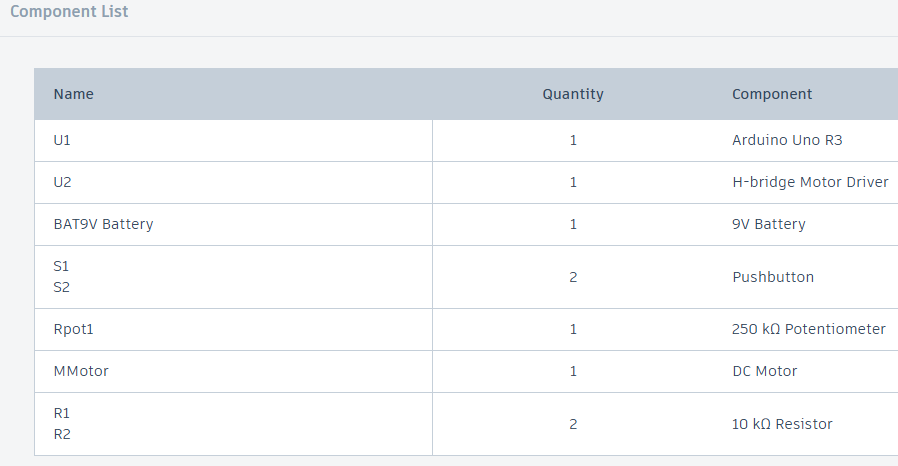 Component List
Name Quantity Component
U1 1 Arduino Uno R3
U2 1 H-bridge Motor Driver
BAT9V Battery 1 9V Battery
S1
S2 2 Pushbutton
Rpot1 1 250 kΩ Potentiometer
MMotor 1 DC Motor
R1
R2 2 10 kΩ Resistor